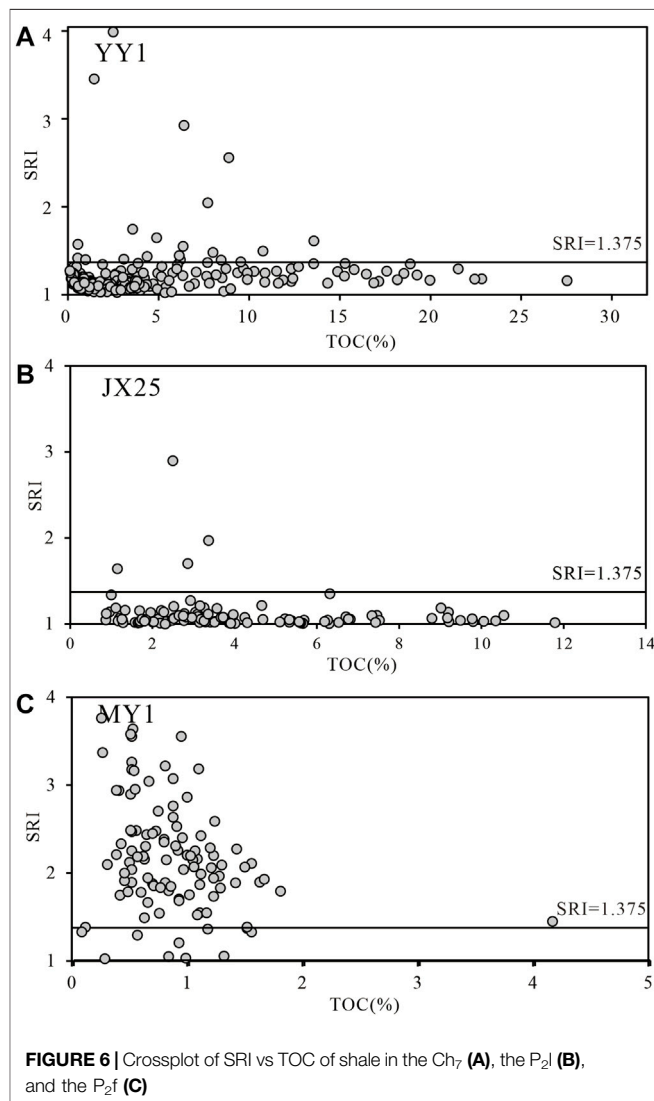 A
YY1
4
3
2
1
SRI
SRI=1.375
0 5 10 15 20 25 30
TOC(%)
B
JX25
4
3
2
1
SRI
SRI=1.375
0 2 4 6 8 10 12 14
TOC(%)
C
MY1
4
3
2
1
SRI
SRI=1.375
0 1 2 3 4 5
TOC(%)
FIGURE 6 | Crossplot of SRI vs TOC of shale in the Ch₇ (A), the P₂l (B),
and the P₂f (C)